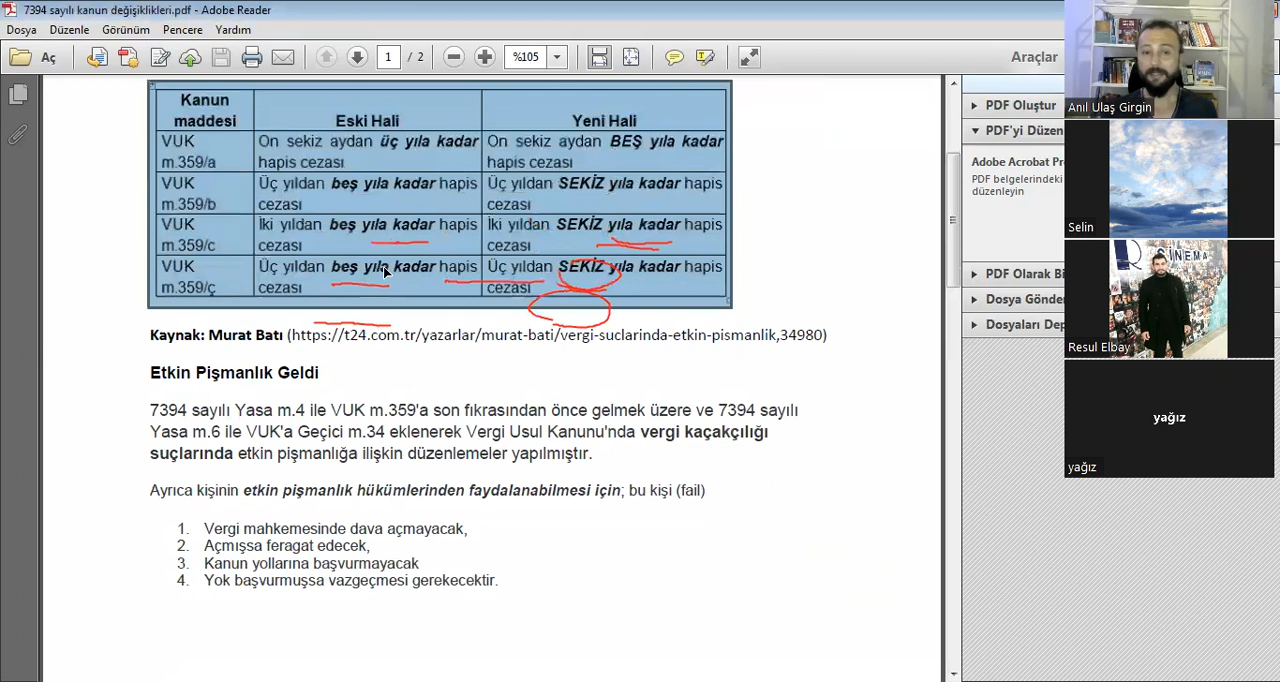 7394 sayılı kanun değişiklikleri.pdf - Adobe Reader
Dosya Düzenle Görünüm Pencere Yardım
Aç 1 / 2 %105 Araçlar
Kanun maddesi Eski Hali Yeni Hali
VUK On sekiz aydan üç yıla kadar On sekiz aydan BEŞ yıla kadar
m.359/a hapis cezası hapis cezası
VUK Üç yıldan beş yıla kadar hapis Üç yıldan SEKİZ yıla kadar hapis
m.359/b cezası cezası
VUK İki yıldan beş yıla kadar hapis İki yıldan SEKİZ yıla kadar hapis
m.359/c cezası cezası
VUK Üç yıldan beş yıla kadar hapis Üç yıldan SEKİZ yıla kadar hapis
m.359/ç cezası cezası
Kaynak: Murat Batı (https://t24.com.tr/yazarlar/murat-bati/vergi-suclarinda-etkin-pismanlik,34980)
Etkin Pişmanlık Geldi
7394 sayılı Yasa m.4 ile VUK m.359'a son fıkrasından önce gelmek üzere ve 7394 sayılı
Yasa m.6 ile VUK'a Geçici m.34 eklenerek Vergi Usul Kanunu'nda vergi kaçakçılığı
suçlarında etkin pişmanlığa ilişkin düzenlemeler yapılmıştır.
Ayrıca kişinin etkin pişmanlık hükümlerinden faydalanabilmesi için; bu kişi (fail)
1. Vergi mahkemesinde dava açmayacak,
2. Açmışsa feragat edecek,
3. Kanun yollarına başvurmayacak
4. Yok başvurmuşsa vazgeçmesi gerekecektir.
PDF Oluştur
PDF'yi Düzen
Adobe Acrobat Pro
PDF belgelerindeki
düzenleyin
PDF Olarak Bi
Dosya Gönder
Dosyaları Dep
Anıl Ulaş Girgin
Selin
SİNEMA
Resul Elbay
yağız
yağız